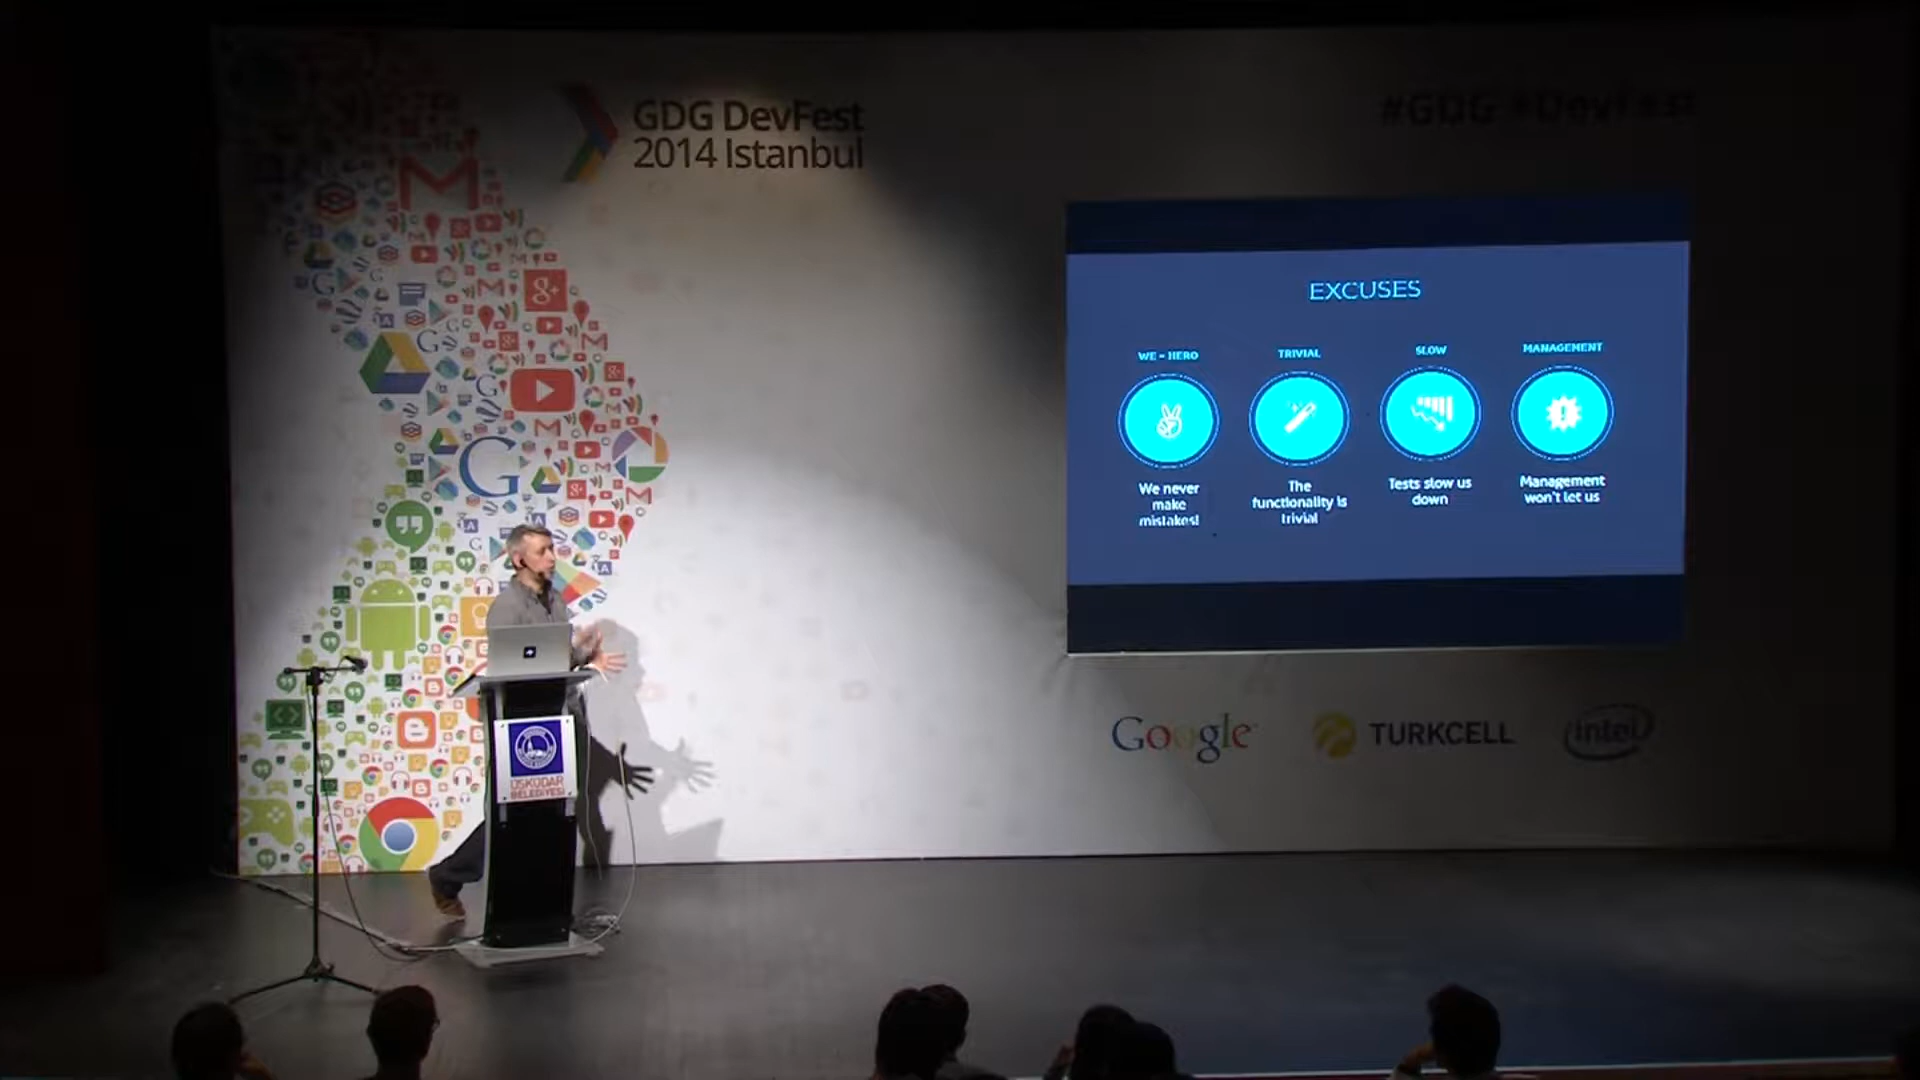 GDG DevFest
2014 Istanbul
#GDG #DevFest
EXCUSES
WE = HERO
TRIVIAL
SLOW
MANAGEMENT
We never
make
mistakes!
The
functionality is
trivial
Tests slow us
down
Management
won't let us
Google
TURKCELL
intel
ÜSKÜDAR
BELEDİYESİ